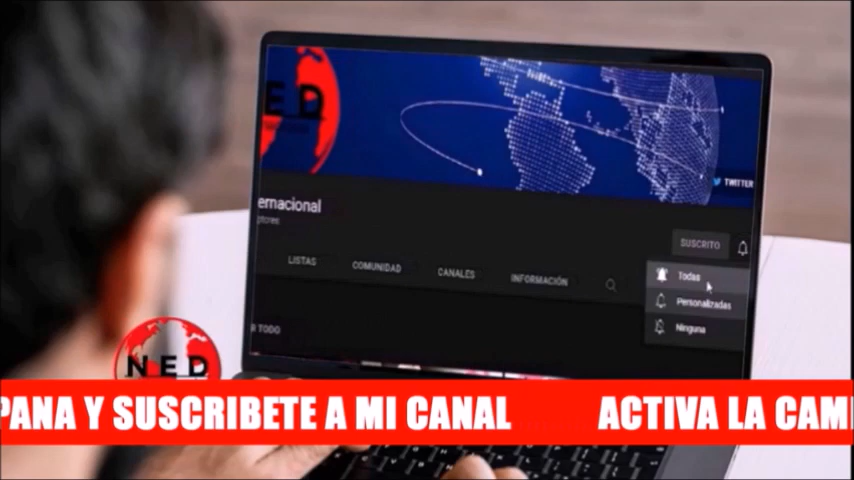 NED
TWITTER
ernacional
SUSCRITO
LISTAS
COMUNIDAD
CANALES
INFORMACIÓN
Todas
Personalizadas
Ninguna
R TODO
NED
PANA Y SUSCRIBETE A MI CANAL ACTIVA LA CAM